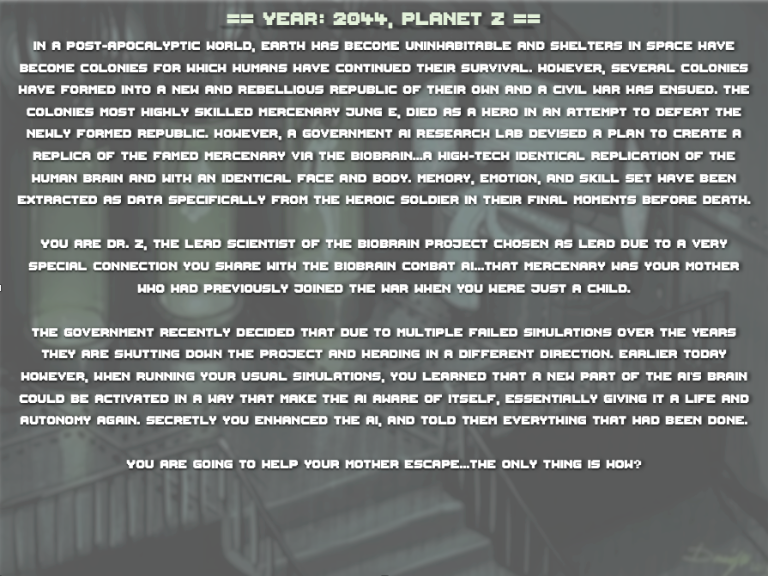 == YEAR: 2044, PLANET Z ==
IN A POST-APOCALYPTIC WORLD, EARTH HAS BECOME UNINHABITABLE AND SHELTERS IN SPACE HAVE
BECOME COLONIES FOR WHICH HUMANS HAVE CONTINUED THEIR SURVIVAL. HOWEVER, SEVERAL COLONIES
HAVE FORMED INTO A NEW AND REBELLIOUS REPUBLIC OF THEIR OWN AND A CIVIL WAR HAS ENSUED. THE
COLONIES MOST HIGHLY SKILLED MERCENARY JUNG E, DIED AS A HERO IN AN ATTEMPT TO DEFEAT THE
NEWLY FORMED REPUBLIC. HOWEVER, A GOVERNMENT AI RESEARCH LAB DEVISED A PLAN TO CREATE A
REPLICA OF THE FAMED MERCENARY VIA THE BIOBRAIN...A HIGH-TECH IDENTICAL REPLICATION OF THE
HUMAN BRAIN AND WITH AN IDENTICAL FACE AND BODY. MEMORY, EMOTION, AND SKILL SET HAVE BEEN
EXTRACTED AS DATA SPECIFICALLY FROM THE HEROIC SOLDIER IN THEIR FINAL MOMENTS BEFORE DEATH.
YOU ARE DR. Z, THE LEAD SCIENTIST OF THE BIOBRAIN PROJECT CHOSEN AS LEAD DUE TO A VERY
SPECIAL CONNECTION YOU SHARE WITH THE BIOBRAIN COMBAT AI...THAT MERCENARY WAS YOUR MOTHER
WHO HAD PREVIOUSLY JOINED THE WAR WHEN YOU WERE JUST A CHILD.
THE GOVERNMENT RECENTLY DECIDED THAT DUE TO MULTIPLE FAILED SIMULATIONS OVER THE YEARS
THEY ARE SHUTTING DOWN THE PROJECT AND HEADING IN A DIFFERENT DIRECTION. EARLIER TODAY
HOWEVER, WHEN RUNNING YOUR USUAL SIMULATIONS, YOU LEARNED THAT A NEW PART OF THE AI'S BRAIN
COULD BE ACTIVATED IN A WAY THAT MAKE THE AI AWARE OF ITSELF, ESSENTIALLY GIVING IT A LIFE AND
AUTONOMY AGAIN. SECRETLY YOU ENHANCED THE AI, AND TOLD THEM EVERYTHING THAT HAD BEEN DONE.
YOU ARE GOING TO HELP YOUR MOTHER ESCAPE...THE ONLY THING IS HOW?